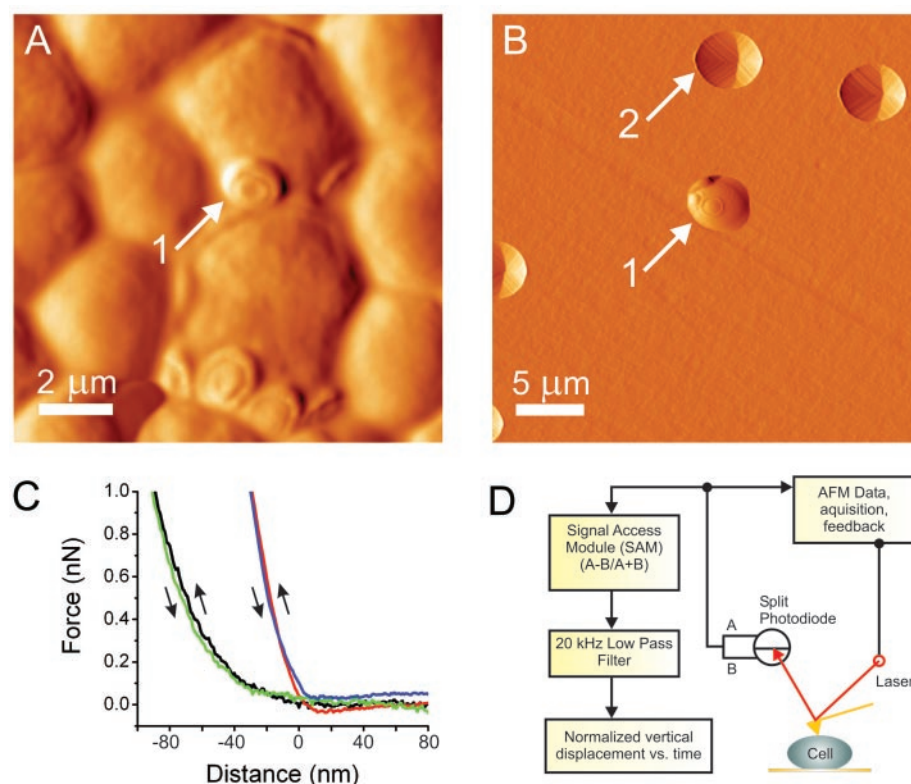 A
1
2 μm
B
2
1
5 μm
C
1.0
0.8
0.6
0.4
0.2
0.0
Force (nN)
-80
-40
0
40
80
Distance (nm)
D
Signal Access
Module (SAM)
(A-B/A+B)
20 kHz Low Pass
Filter
Normalized vertical
displacement vs. time
AFM Data,
aquisition,
feedback
Split
Photodiode
A
B
Laser
Cell